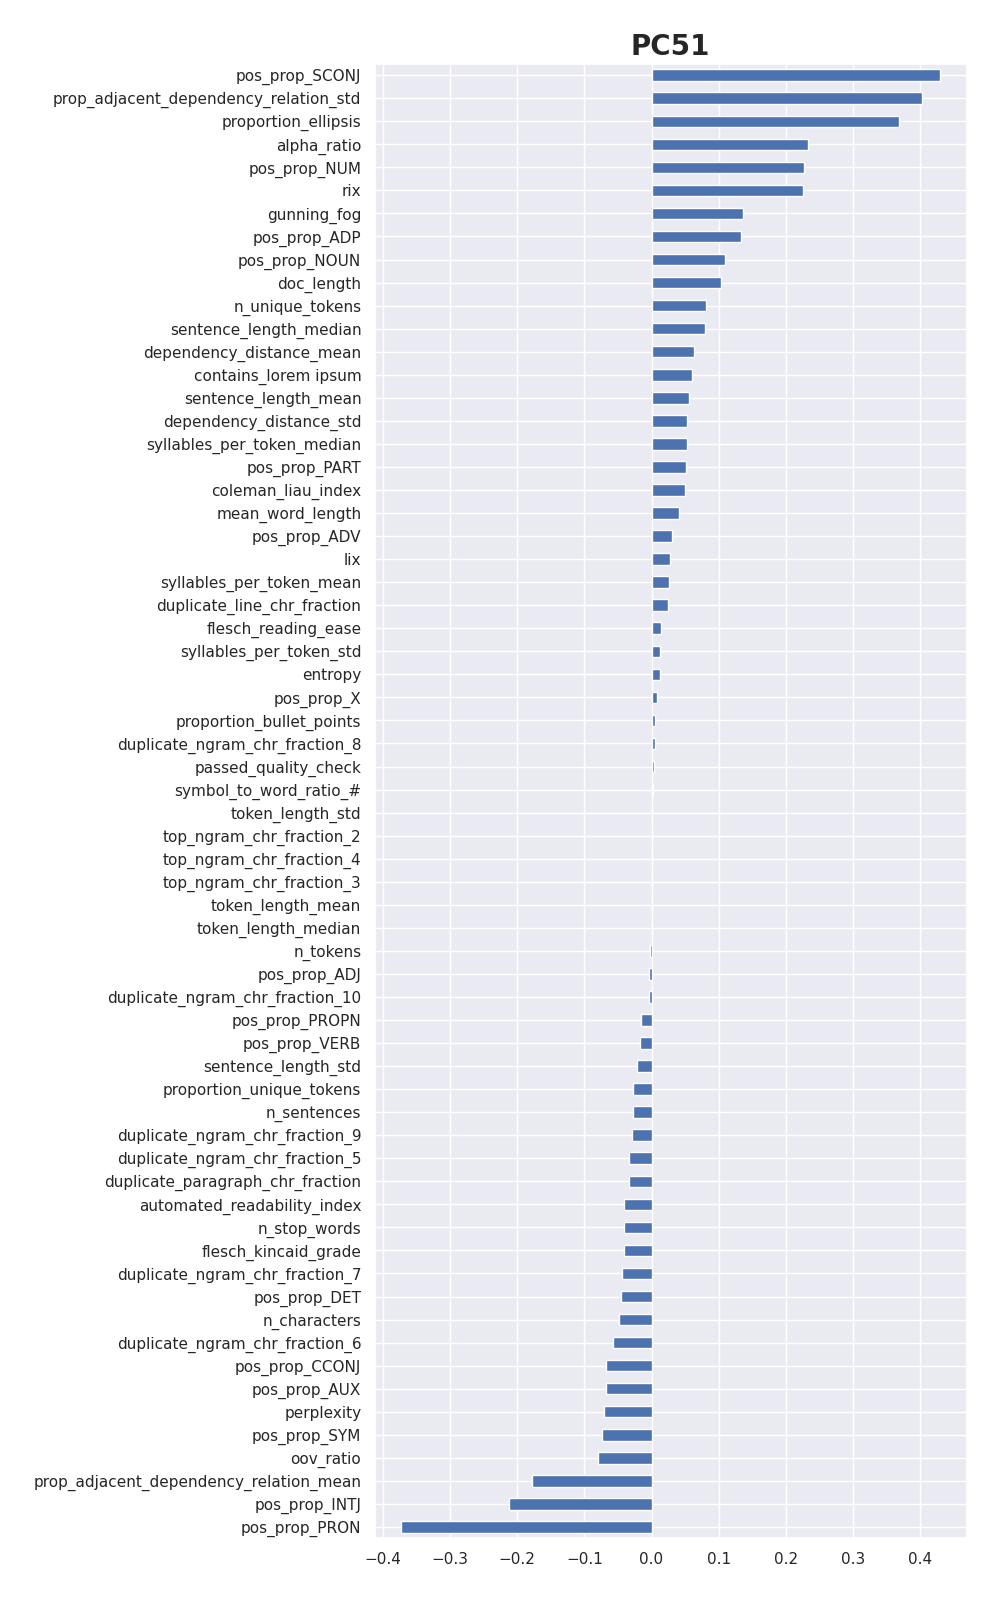 PC51
pos_prop_SCONJ
prop_adjacent_dependency_relation_std
proportion_ellipsis
alpha_ratio
pos_prop_NUM
rix
gunning_fog
pos_prop_ADP
pos_prop_NOUN
doc_length
n_unique_tokens
sentence_length_median
dependency_distance_mean
contains_lorem ipsum
sentence_length_mean
dependency_distance_std
syllables_per_token_median
pos_prop_PART
coleman_liau_index
mean_word_length
pos_prop_ADV
lix
syllables_per_token_mean
duplicate_line_chr_fraction
flesch_reading_ease
syllables_per_token_std
entropy
pos_prop_X
proportion_bullet_points
duplicate_ngram_chr_fraction_8
passed_quality_check
symbol_to_word_ratio_#
token_length_std
top_ngram_chr_fraction_2
top_ngram_chr_fraction_4
top_ngram_chr_fraction_3
token_length_mean
token_length_median
n_tokens
pos_prop_ADJ
duplicate_ngram_chr_fraction_10
pos_prop_PROPN
pos_prop_VERB
sentence_length_std
proportion_unique_tokens
n_sentences
duplicate_ngram_chr_fraction_9
duplicate_ngram_chr_fraction_5
duplicate_paragraph_chr_fraction
automated_readability_index
n_stop_words
flesch_kincaid_grade
duplicate_ngram_chr_fraction_7
pos_prop_DET
n_characters
duplicate_ngram_chr_fraction_6
pos_prop_CCONJ
pos_prop_AUX
perplexity
pos_prop_SYM
oov_ratio
prop_adjacent_dependency_relation_mean
pos_prop_INTJ
pos_prop_PRON
−0.4 −0.3 −0.2 −0.1 0.0 0.1 0.2 0.3 0.4